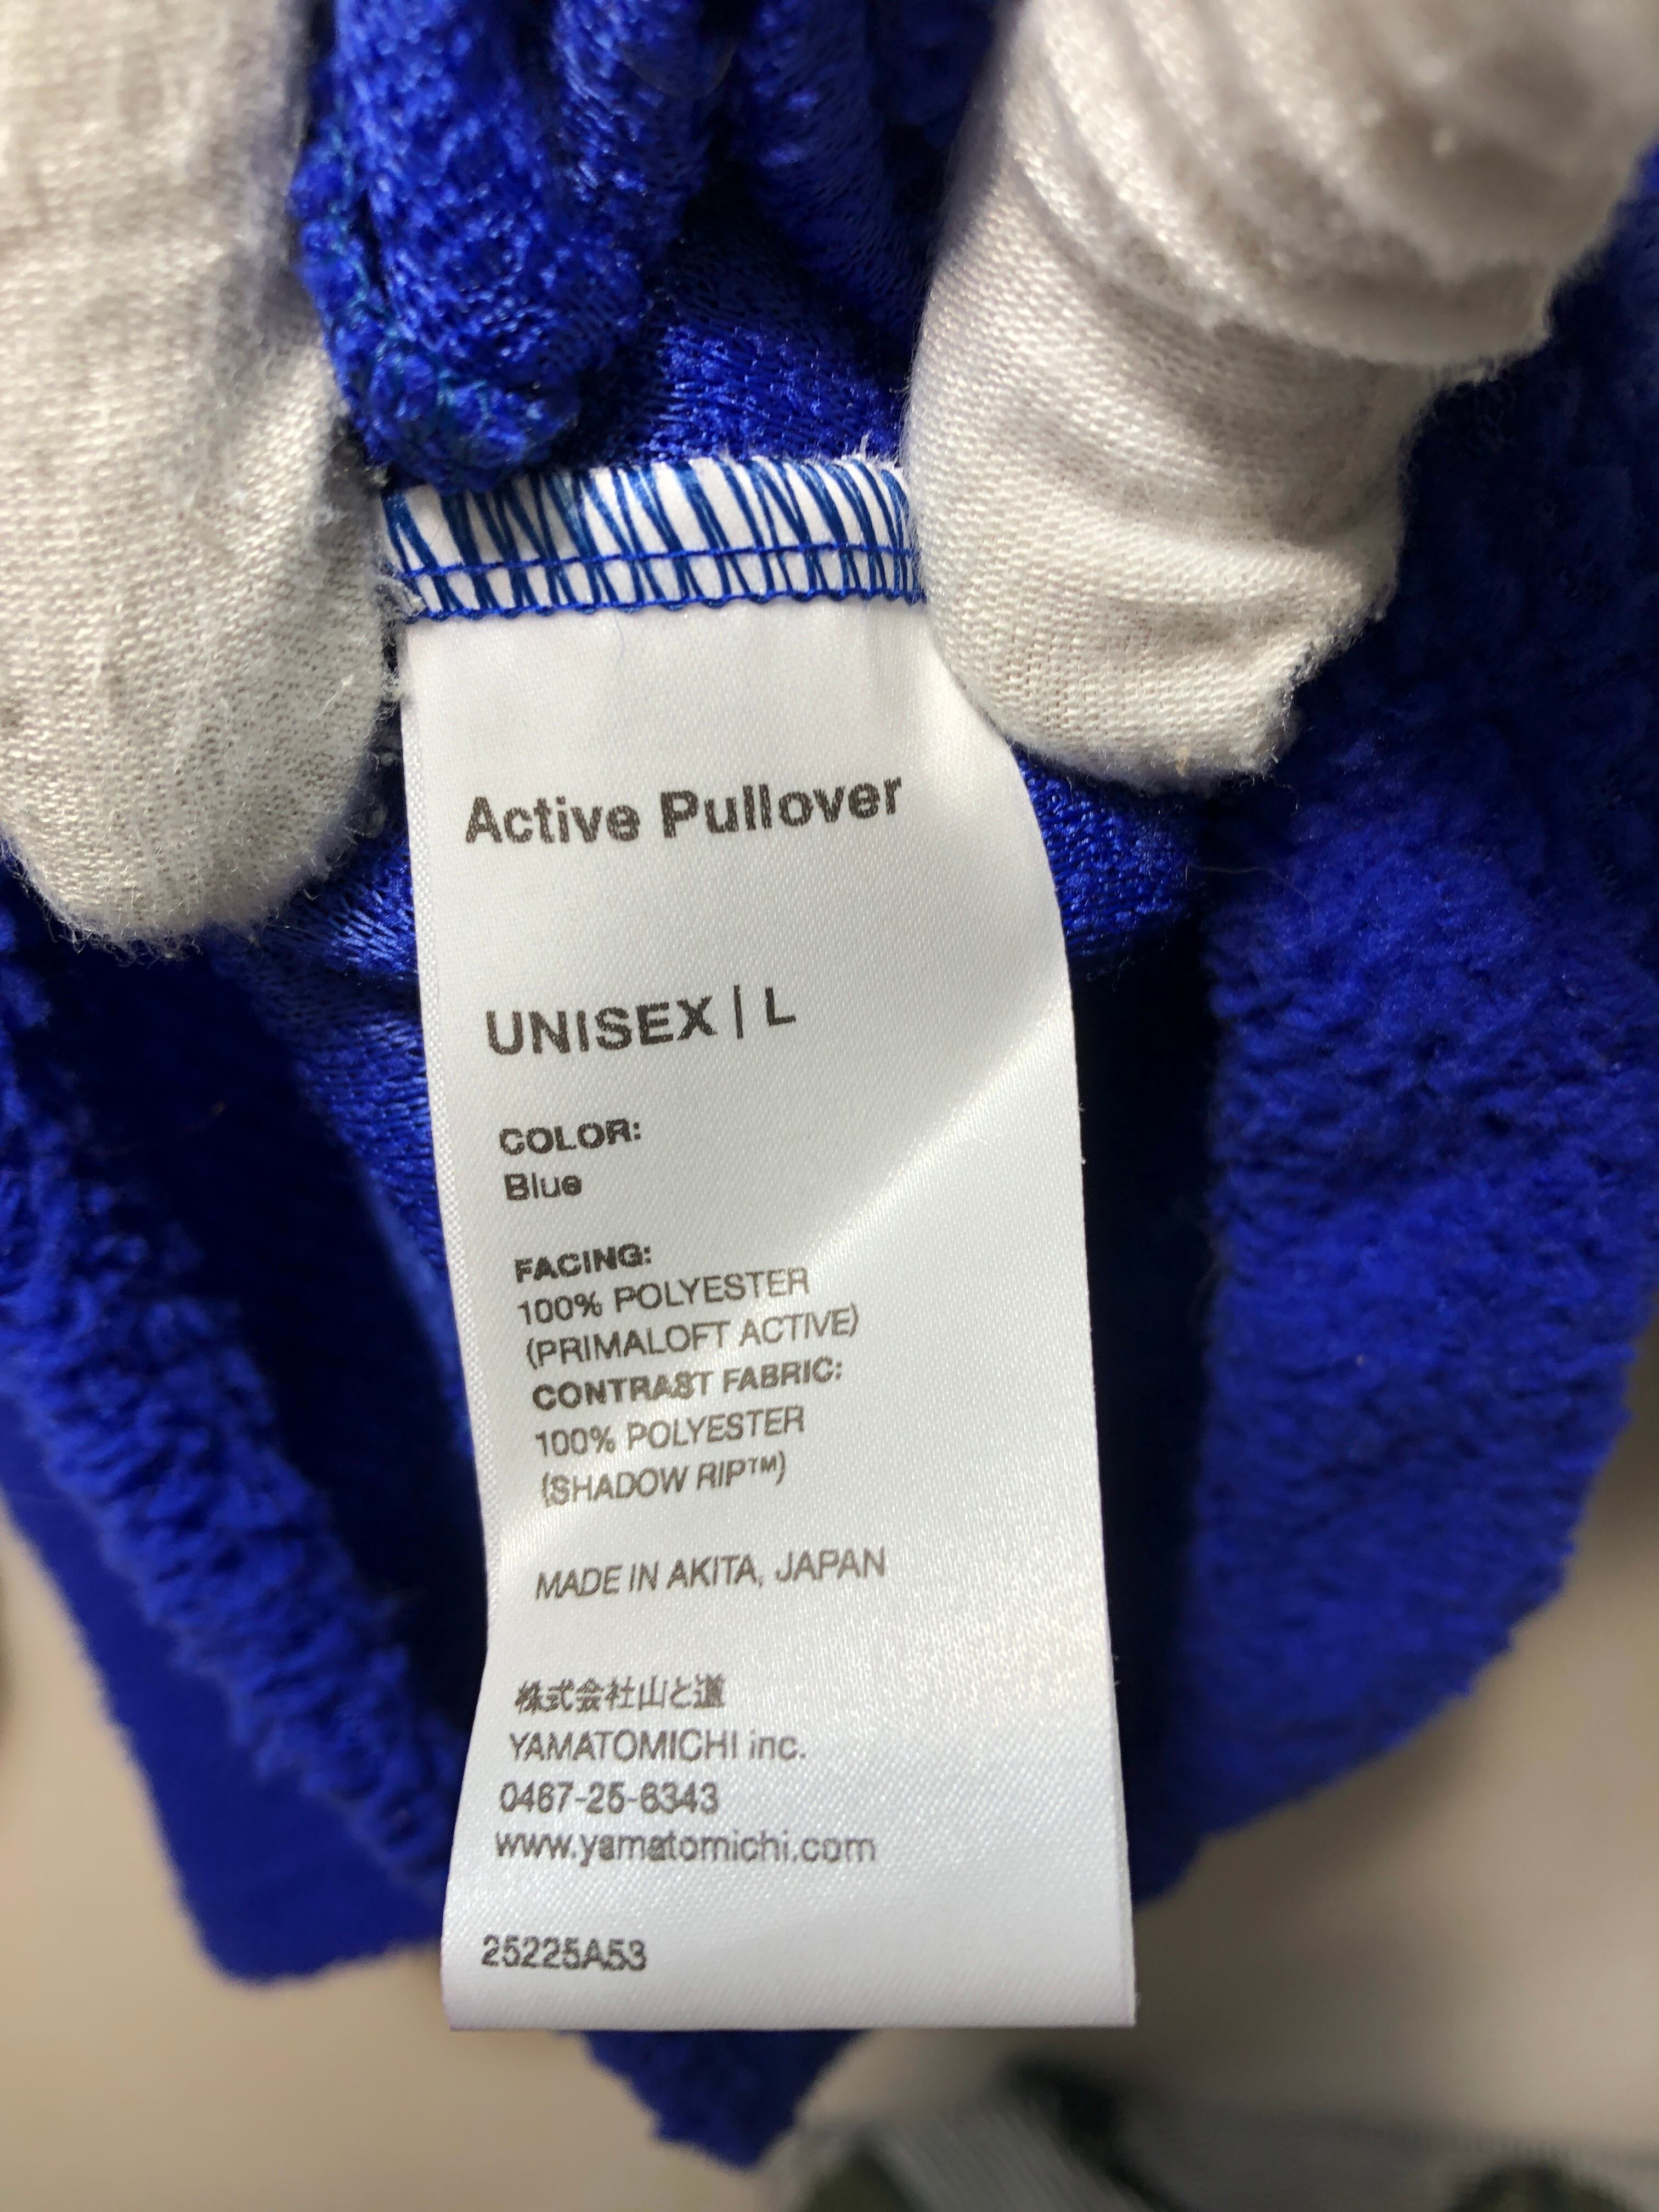 Active Pullover
UNISEX | L
COLOR:
Blue
FACING:
100% POLYESTER
(PRIMALOFT ACTIVE)
CONTRAST FABRIC:
100% POLYESTER
(SHADOW RIP™)
MADE IN AKITA, JAPAN
株式会社山と道
YAMATOMICHI inc.
0467-25-6343
www.yamatomichi.com
25225A53